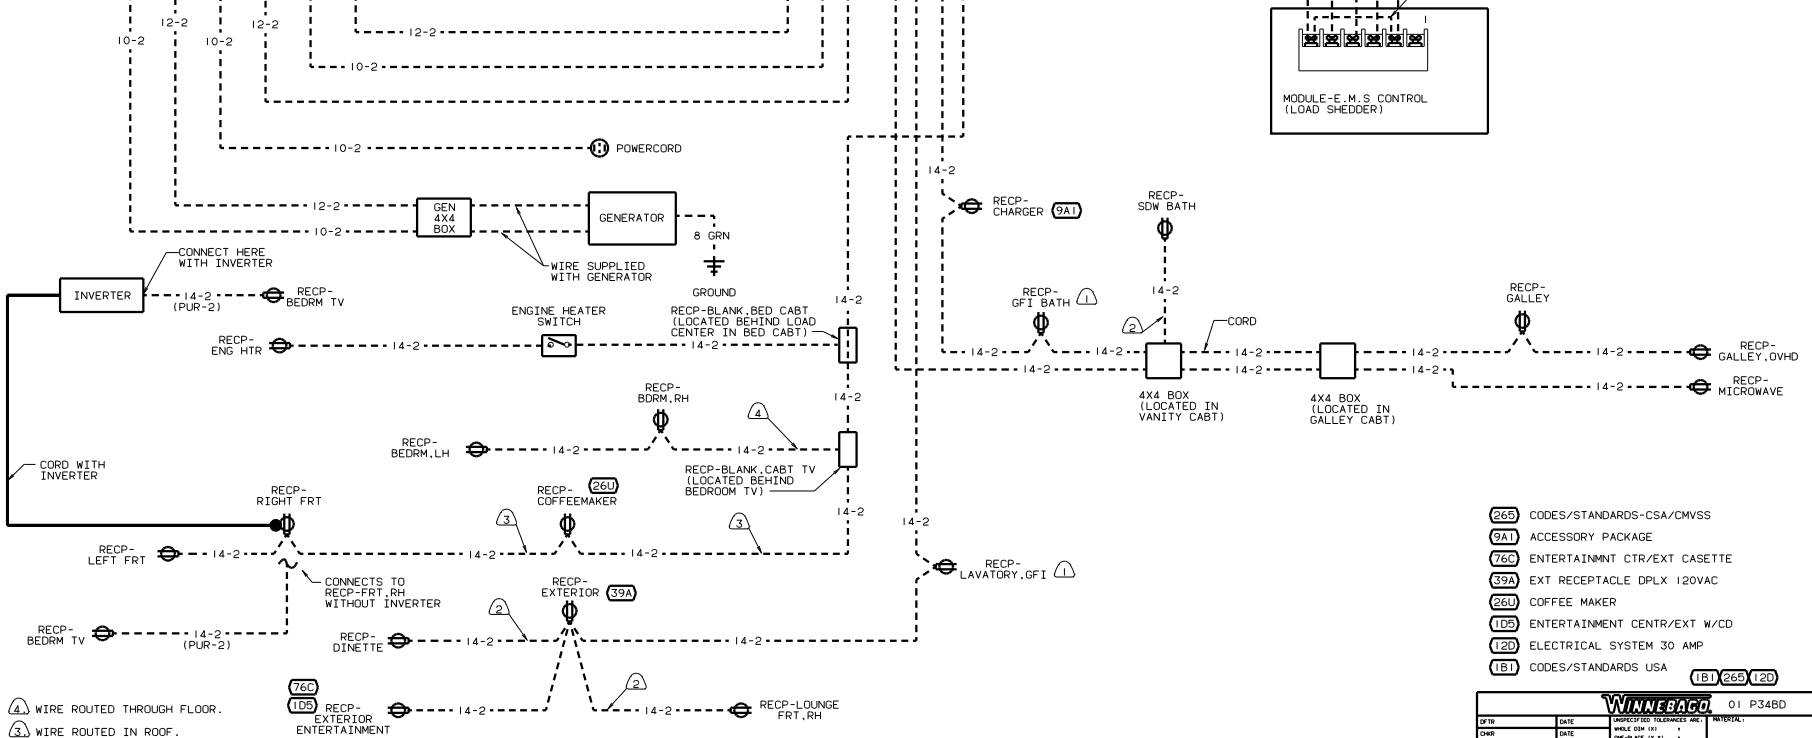 12-2
12-2
12-2
10-2
10-2
10-2
MODULE-E.M.S CONTROL
(LOAD SHEDDER)
10-2
POWERCORD
14-2
RECP-
CHARGER
9A1
RECP-
SDW BATH
12-2
GEN
4X4
BOX
GENERATOR
10-2
8 GRN
CONNECT HERE
WITH INVERTER
WIRE SUPPLIED
WITH GENERATOR
GROUND
INVERTER
14-2
(PUR-2)
RECP-
BEDRM TV
14-2
14-2
RECP-
GFI BATH
1
RECP-
GALLEY
ENGINE HEATER
SWITCH
RECP-BLANK,BED CABT
(LOCATED BEHIND LOAD
CENTER IN BED CABT)
2
CORD
RECP-
ENG HTR
14-2
14-2
14-2
14-2
14-2
14-2
14-2
RECP-
GALLEY,OVHD
14-2
14-2
14-2
14-2
RECP-
MICROWAVE
4X4 BOX
(LOCATED IN
VANITY CABT)
4X4 BOX
(LOCATED IN
GALLEY CABT)
RECP-
BDRM,RH
14-2
4
RECP-
BEDRM,LH
14-2
14-2
CORD WITH
INVERTER
RECP-BLANK,CABT TV
(LOCATED BEHIND
BEDROOM TV)
RECP-
RIGHT FRT
RECP-
COFFEEMAKER
26U
14-2
14-2
3
3
RECP-
LEFT FRT
14-2
14-2
14-2
RECP-
LAVATORY,GFI
1
CONNECTS TO
RECP-FRT,RH
WITHOUT INVERTER
RECP-
EXTERIOR
39A
2
RECP-
BEDRM TV
14-2
(PUR-2)
RECP-
DINETTE
14-2
14-2
2
76C
1D5
RECP-
EXTERIOR
ENTERTAINMENT
14-2
14-2
RECP-LOUNGE
FRT,RH
265 CODES/STANDARDS-CSA/CMVSS
9A1 ACCESSORY PACKAGE
76C ENTERTAINMNT CTR/EXT CASETTE
39A EXT RECEPTACLE DPLX 120VAC
26U COFFEE MAKER
1D5 ENTERTAINMENT CENTR/EXT W/CD
12D ELECTRICAL SYSTEM 30 AMP
1B1 CODES/STANDARDS USA
1B1 265 12D
4. WIRE ROUTED THROUGH FLOOR.
3. WIRE ROUTED IN ROOF.
WINNEBAGO
01 P34BD
DFTR DATE
UNSPECIFIED TOLERANCES ARE:
MATERIAL:
WHOLE DIM (X)
CHKR DATE